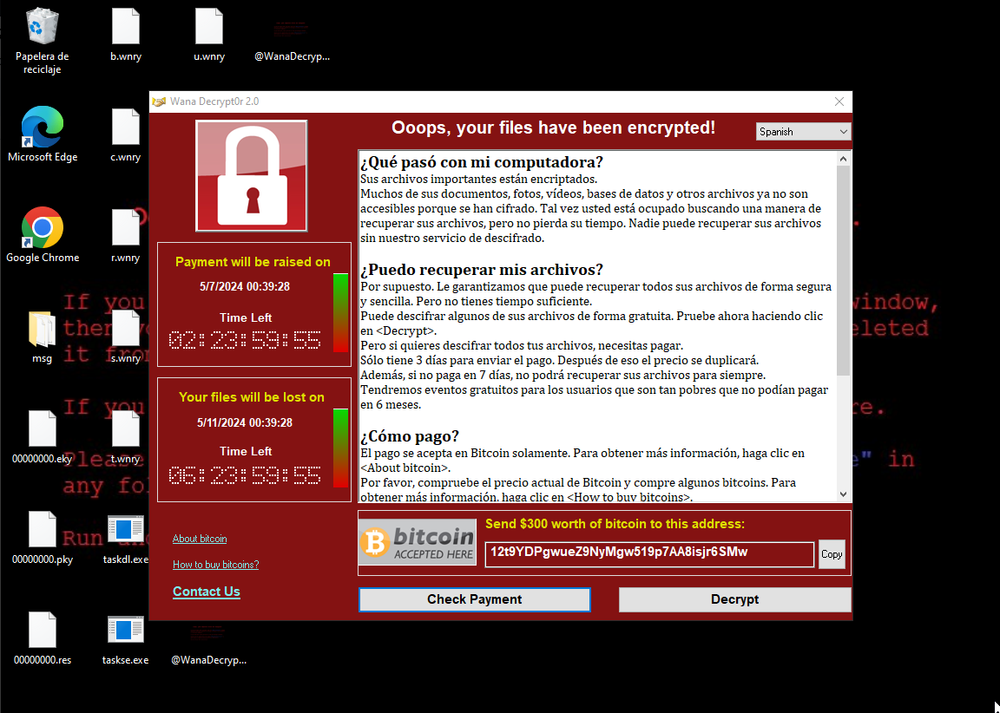 Papelera de
reciclaje
b.wnry
u.wnry
@WanaDecryp...
Microsoft Edge
c.wnry
Google Chrome
r.wnry
msg
s.wnry
00000000.eky
t.wnry
00000000.pky
taskdl.exe
00000000.res
taskse.exe
@WanaDecryp...
If you
window,
then
it
If you
Please
e" in
any
Run
Wana Decrypt0r 2.0
Ooops, your files have been encrypted!
Spanish
Payment will be raised on
5/7/2024 00:39:28
Time Left
02:23:59:55
Your files will be lost on
5/11/2024 00:39:28
Time Left
06:23:59:55
About bitcoin
How to buy bitcoins?
Contact Us
¿Qué pasó con mi computadora?
Sus archivos importantes están encriptados.
Muchos de sus documentos, fotos, vídeos, bases de datos y otros archivos ya no son
accesibles porque se han cifrado. Tal vez usted está ocupado buscando una manera de
recuperar sus archivos, pero no pierda su tiempo. Nadie puede recuperar sus archivos
sin nuestro servicio de descifrado.
¿Puedo recuperar mis archivos?
Por supuesto. Le garantizamos que puede recuperar todos sus archivos de forma segura
y sencilla. Pero no tienes tiempo suficiente.
Puede descifrar algunos de sus archivos de forma gratuita. Pruebe ahora haciendo clic
en <Decrypt>.
Pero si quieres descifrar todos tus archivos, necesitas pagar.
Sólo tiene 3 días para enviar el pago. Después de eso el precio se duplicará.
Además, si no paga en 7 días, no podrá recuperar sus archivos para siempre.
Tendremos eventos gratuitos para los usuarios que son tan pobres que no podían pagar
en 6 meses.
¿Cómo pago?
El pago se acepta en Bitcoin solamente. Para obtener más información, haga clic en
<About bitcoin>.
Por favor, compruebe el precio actual de Bitcoin y compre algunos bitcoins. Para
obtener más información, haga clic en <How to buy bitcoins>.
bitcoin
ACCEPTED HERE
Send $300 worth of bitcoin to this address:
12t9YDPgwueZ9NyMgw519p7AA8isjr6SMw
Copy
Check Payment
Decrypt